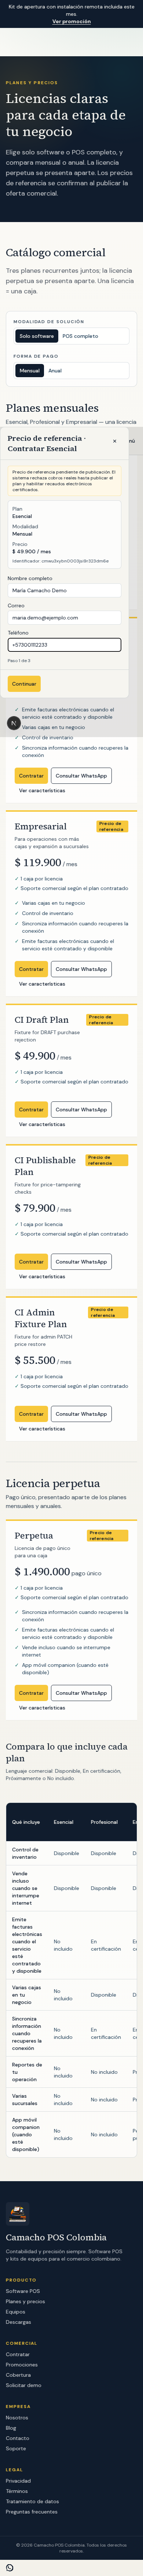 Kit de apertura con instalación remota incluida este
mes.
Ver promoción
PLANES Y PRECIOS
Licencias claras
para cada etapa de
tu negocio
Elige solo software o POS completo, y
compara mensual o anual. La licencia
perpetua se presenta aparte. Los precios
de referencia se confirman al publicar la
oferta comercial.
Catálogo comercial
Tres planes recurrentes juntos; la licencia
perpetua se presenta aparte. Una licencia
= una caja.
MODALIDAD DE SOLUCIÓN
Solo software
POS completo
FORMA DE PAGO
Mensual
Anual
Planes mensuales
Esencial, Profesional y Empresarial — una licencia
Precio de referencia ·
Contratar Esencial
×
Precio de referencia pendiente de publicación. El
sistema rechaza cobros reales hasta publicar el
plan y habilitar recaudos electrónicos
certificados.
Plan
Esencial
Modalidad
Mensual
Precio
$ 49.900 / mes
Nombre completo
María Camacho Demo
Correo
maria.demo@ejemplo.com
Teléfono
+573001112233
Paso 1 de 3
Continuar
N
✓ Emite facturas electrónicas cuando el
servicio esté contratado y disponible
✓ Varias cajas en tu negocio
✓ Control de inventario
✓ Sincroniza información cuando recuperes la
conexión
Contratar
Consultar WhatsApp
Ver características
Empresarial
Precio de
referencia
Para operaciones con más
cajas y expansión a sucursales
$ 119.900 / mes
✓ 1 caja por licencia
✓ Soporte comercial según el plan contratado
✓ Varias cajas en tu negocio
✓ Control de inventario
✓ Sincroniza información cuando recuperes la
conexión
✓ Emite facturas electrónicas cuando el
servicio esté contratado y disponible
Contratar
Consultar WhatsApp
Ver características
CI Draft Plan
Precio de
referencia
Fixture for DRAFT purchase
rejection
$ 49.900 / mes
✓ 1 caja por licencia
✓ Soporte comercial según el plan contratado
Contratar
Consultar WhatsApp
Ver características
CI Publishable
Plan
Precio de
referencia
Fixture for price-tampering
checks
$ 79.900 / mes
✓ 1 caja por licencia
✓ Soporte comercial según el plan contratado
Contratar
Consultar WhatsApp
Ver características
CI Admin
Fixture Plan
Precio de
referencia
Fixture for admin PATCH
price restore
$ 55.500 / mes
✓ 1 caja por licencia
✓ Soporte comercial según el plan contratado
Contratar
Consultar WhatsApp
Ver características
Licencia perpetua
Pago único, presentado aparte de los planes
mensuales y anuales.
Perpetua
Precio de
referencia
Licencia de pago único
para una caja
$ 1.490.000 pago único
✓ 1 caja por licencia
✓ Soporte comercial según el plan contratado
✓ Sincroniza información cuando recuperes la
conexión
✓ Emite facturas electrónicas cuando el
servicio esté contratado y disponible
✓ Vende incluso cuando se interrumpe
internet
✓ App móvil companion (cuando esté
disponible)
Contratar
Consultar WhatsApp
Ver características
Compara lo que incluye cada
plan
Lenguaje comercial: Disponible, En certificación,
Próximamente o No incluido.
Qué incluye Esencial Profesional
Control de
inventario
Disponible Disponible
Vende
incluso
cuando se
interrumpe
internet
Disponible Disponible
Emite
facturas
electrónicas
cuando el
servicio
esté
contratado
y disponible
No
incluido
En
certificación
Varias cajas
en tu
negocio
No
incluido
Disponible
Sincroniza
información
cuando
recuperes la
conexión
No
incluido
En
certificación
Reportes de
tu
operación
No
incluido
No incluido
Varias
sucursales
No
incluido
No incluido
App móvil
companion
(cuando
esté
disponible)
No
incluido
No incluido
Camacho POS Colombia
Contabilidad y precisión siempre. Software POS
y kits de equipos para el comercio colombiano.
PRODUCTO
Software POS
Planes y precios
Equipos
Descargas
COMERCIAL
Contratar
Promociones
Cobertura
Solicitar demo
EMPRESA
Nosotros
Blog
Contacto
Soporte
LEGAL
Privacidad
Términos
Tratamiento de datos
Preguntas frecuentes
© 2026 Camacho POS Colombia. Todos los derechos
reservados.